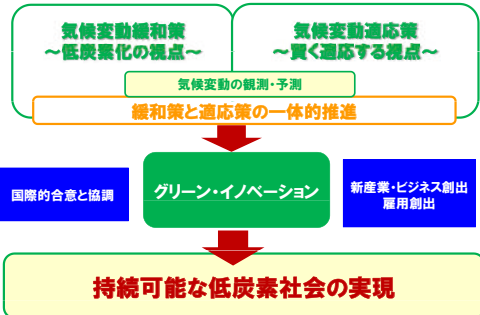 気候変動緩和策
~低炭素化の視点~
気候変動適応策
~賢く適応する視点~
気候変動の観測・予測
緩和策と適応策の一体的推進
国際的合意と協調
グリーン・イノベーション
新産業・ビジネス創出
雇用創出
持続可能な低炭素社会の実現